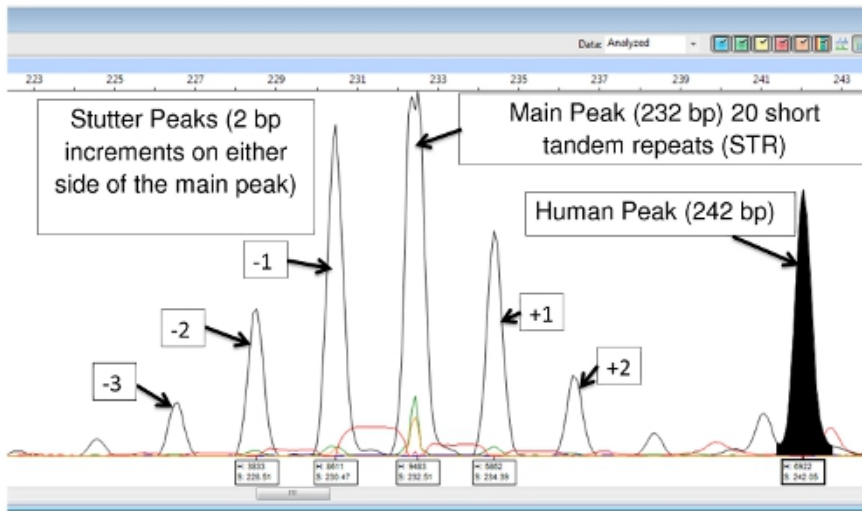 Data: Analyzed
223 225 227 229 231 233 235 237 239 241 243
Stutter Peaks (2 bp
increments on either
side of the main peak)
Main Peak (232 bp) 20 short
tandem repeats (STR)
Human Peak (242 bp)
-1
-2
+1
-3
+2
H: 3833
S: 228.51
H: 8611
S: 230.47
H: 9483
S: 232.51
H: 5862
S: 234.39
H: 6922
S: 242.05